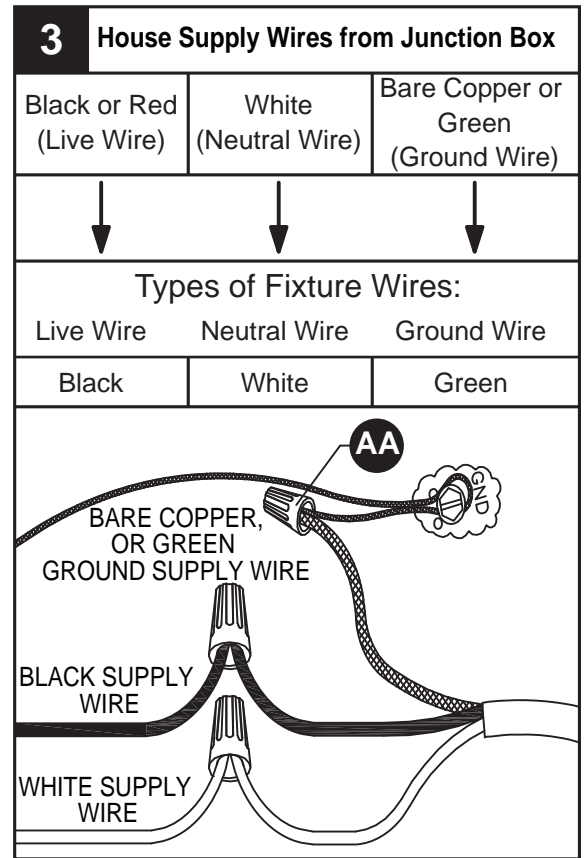 3 House Supply Wires from Junction Box
Black or Red
(Live Wire)
White
(Neutral Wire)
Bare Copper or
Green
(Ground Wire)
Types of Fixture Wires:
Live Wire Neutral Wire Ground Wire
Black White Green
AA
GND
BARE COPPER,
OR GREEN
GROUND SUPPLY WIRE
BLACK SUPPLY
WIRE
WHITE SUPPLY
WIRE